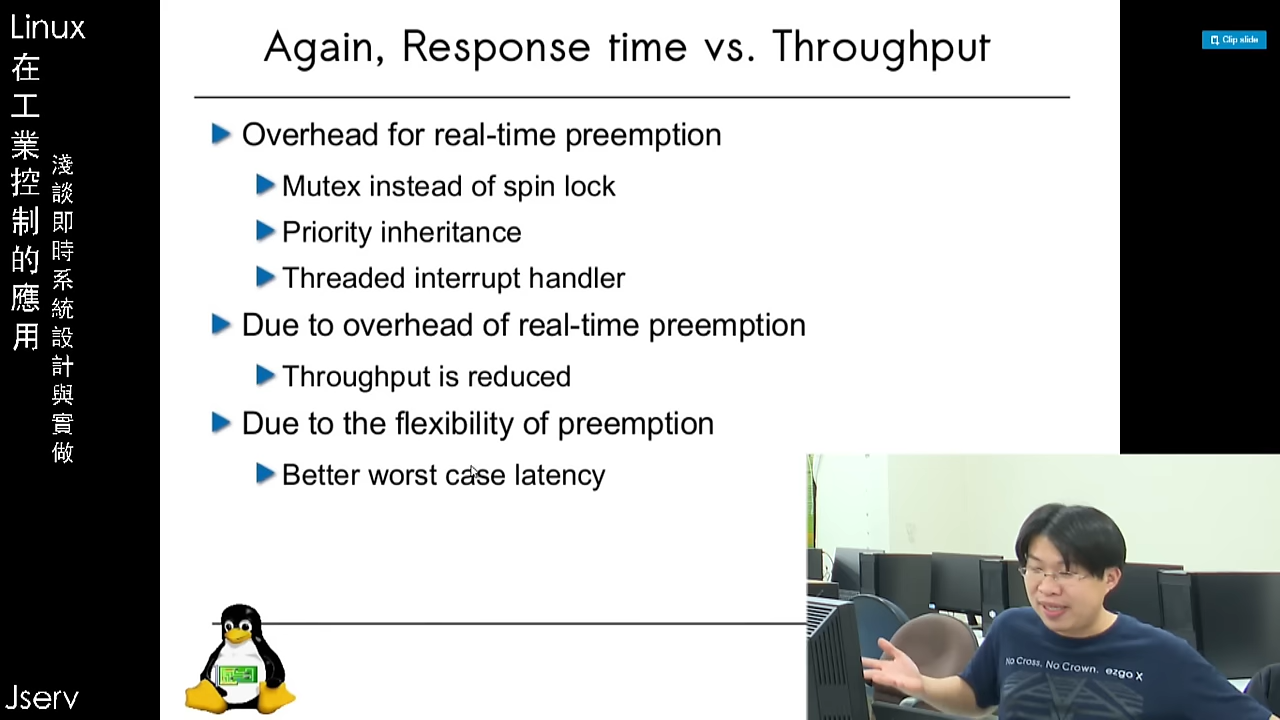 Linux
在工業控制的應用
淺談即時系統設計與實做
Jserv
Again, Response time vs. Throughput
Overhead for real-time preemption
Mutex instead of spin lock
Priority inheritance
Threaded interrupt handler
Due to overhead of real-time preemption
Throughput is reduced
Due to the flexibility of preemption
Better worst case latency
Clip slide
No Cross, No Crown. ezgo X